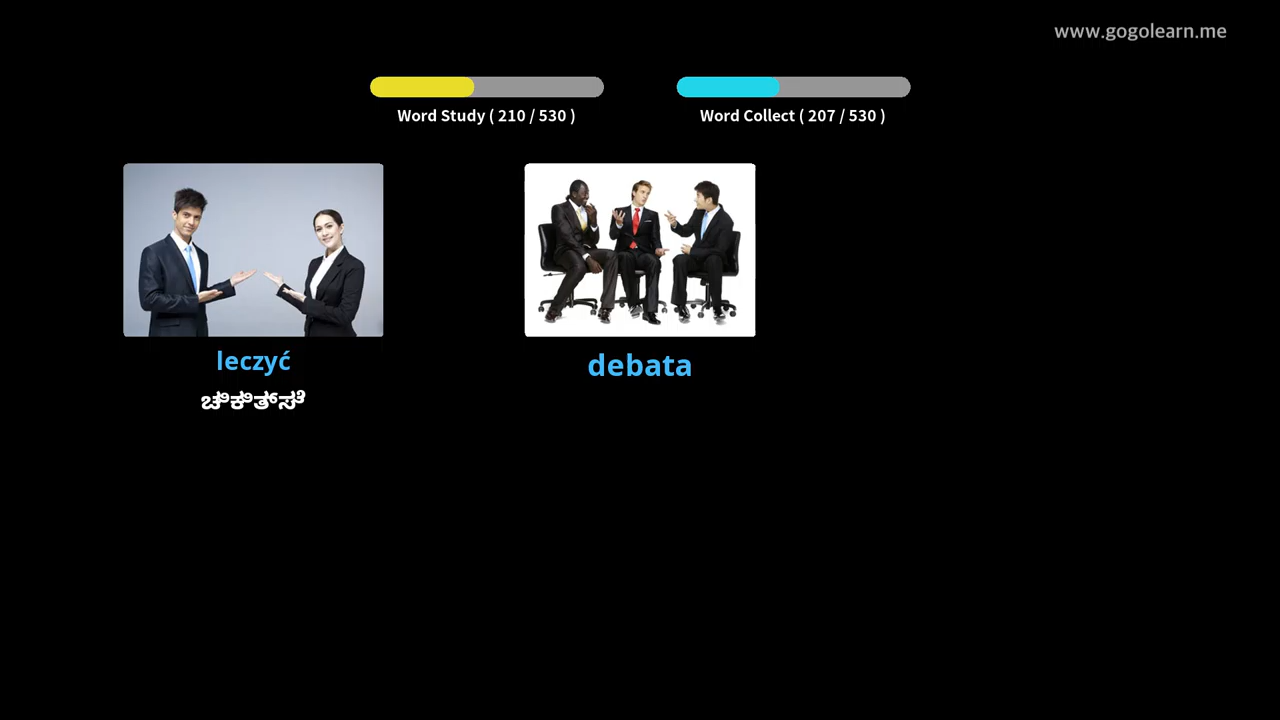 www.gogolearn.me
Word Study ( 210 / 530 )
Word Collect ( 207 / 530 )
leczyć
ಚಿಕಿತ್ಸೆ
debata